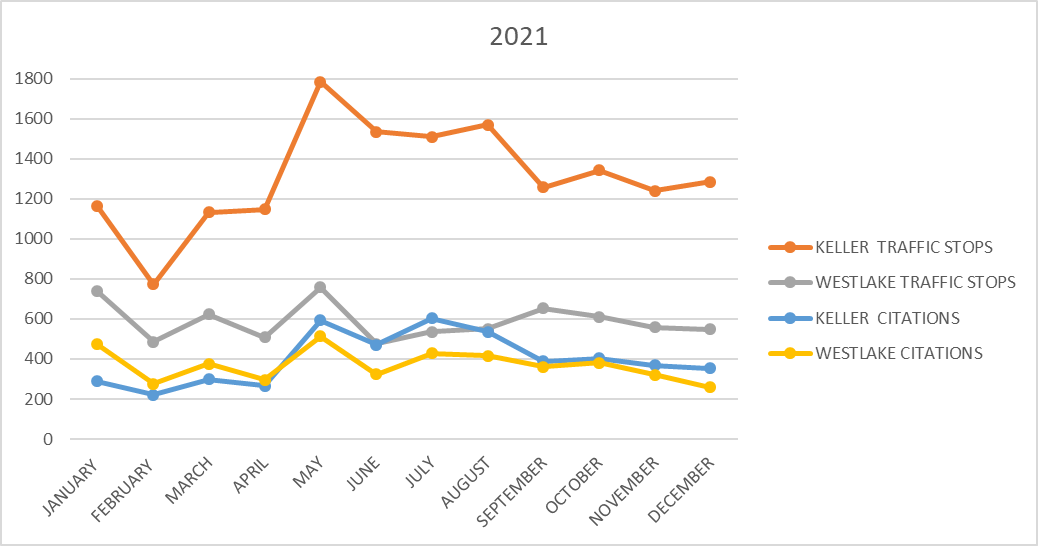 2021
1800
1600
1400
1200
1000
800
600
400
200
0
JANUARY
FEBRUARY
MARCH
APRIL
MAY
JUNE
JULY
AUGUST
SEPTEMBER
OCTOBER
NOVEMBER
DECEMBER
KELLER  TRAFFIC STOPS
WESTLAKE TRAFFIC STOPS
KELLER  CITATIONS
WESTLAKE CITATIONS